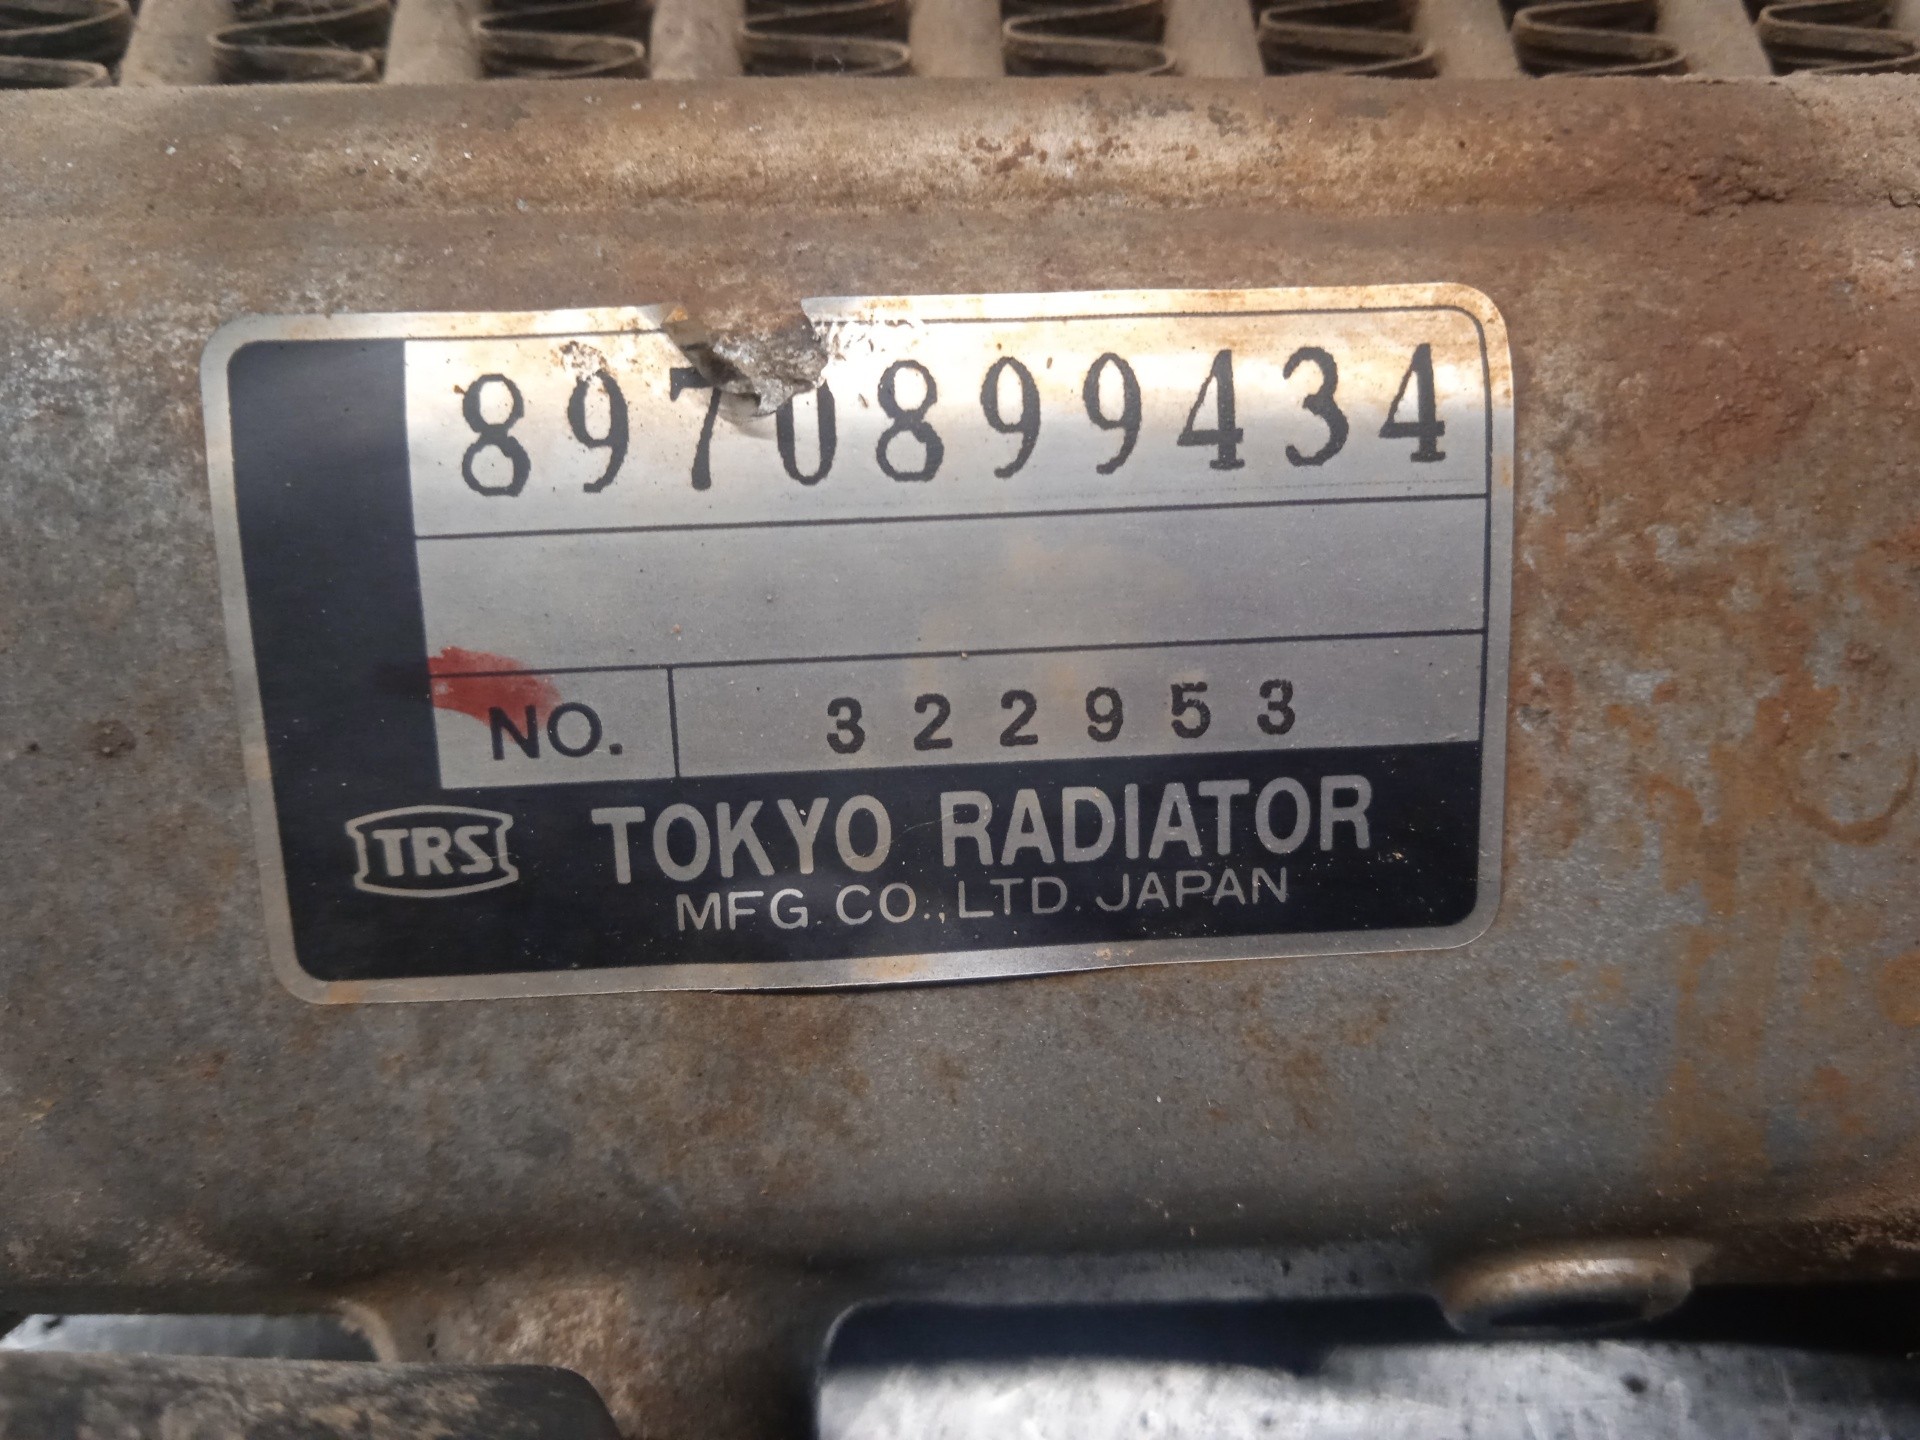 8970899434
NO. 322953
TRS TOKYO RADIATOR
MFG. CO., LTD. JAPAN